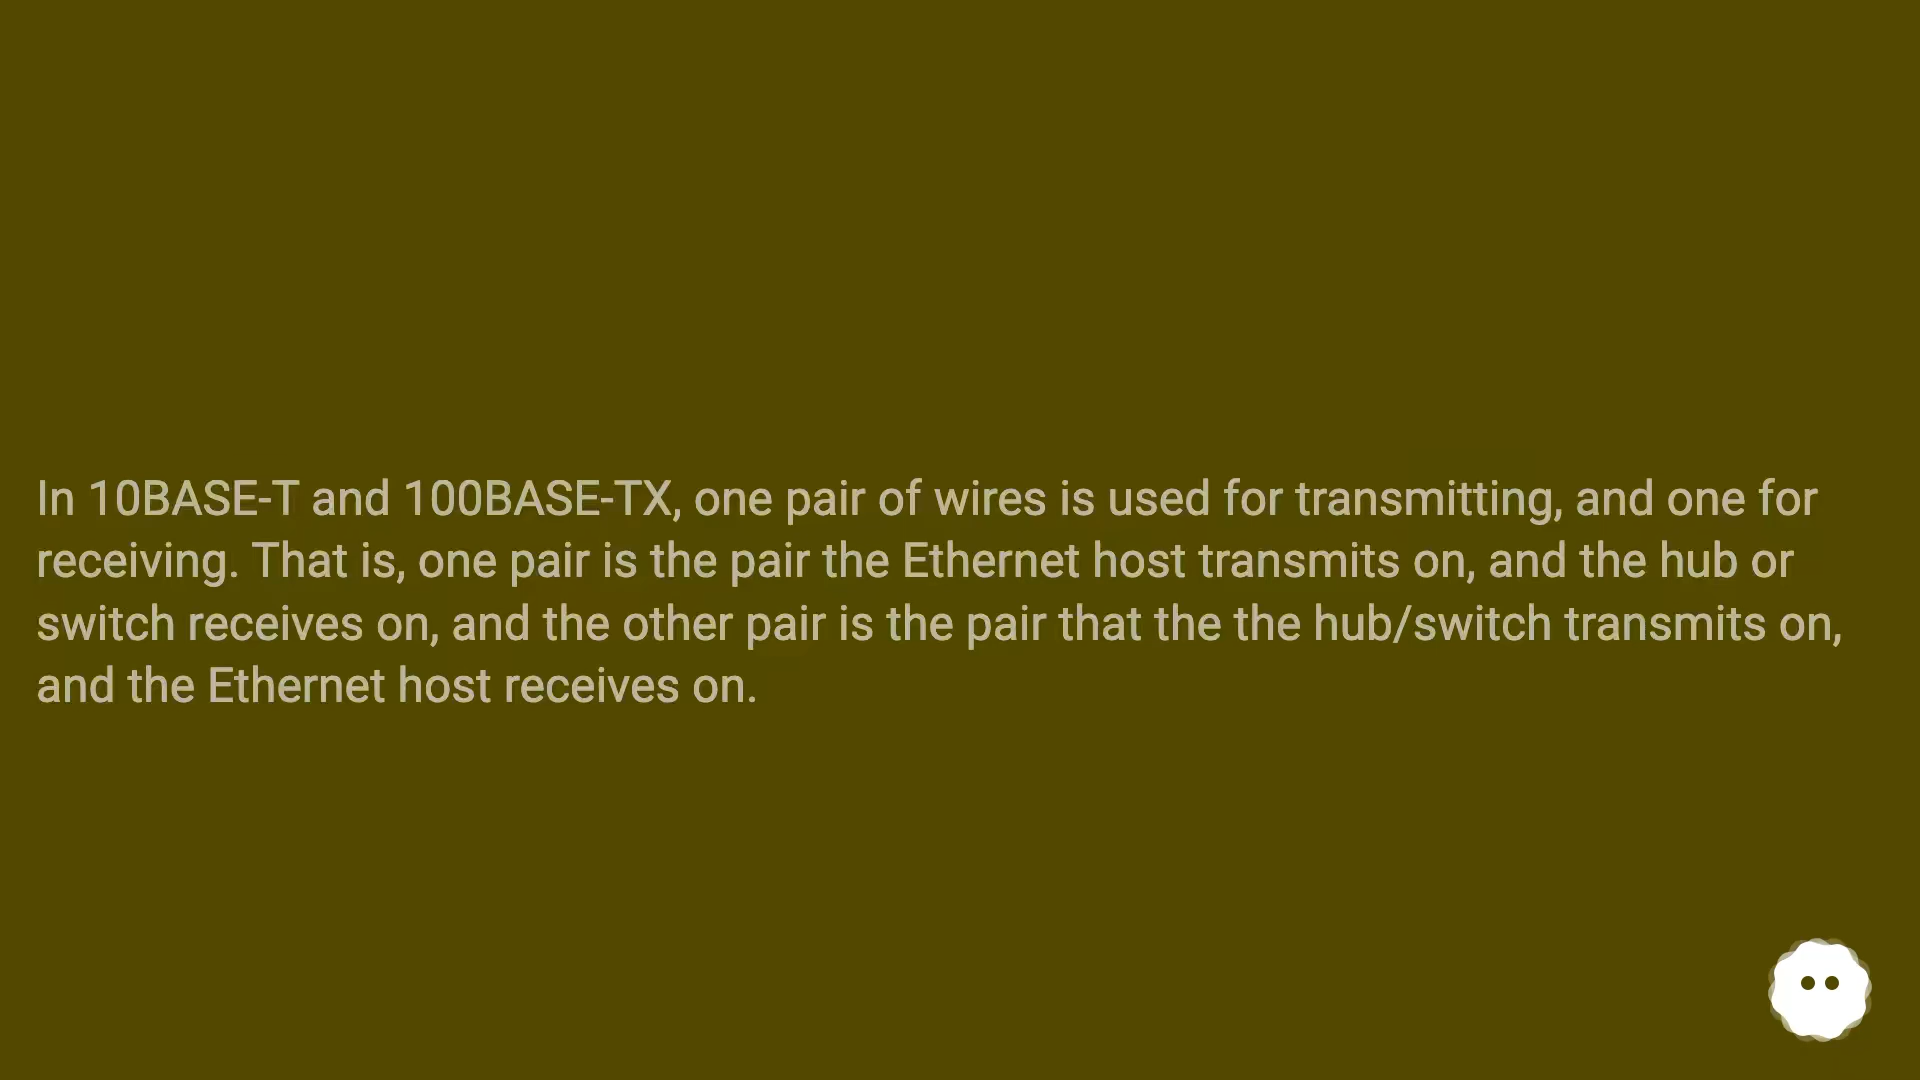 In 10BASE-T and 100BASE-TX, one pair of wires is used for transmitting, and one for
receiving. That is, one pair is the pair the Ethernet host transmits on, and the hub or
switch receives on, and the other pair is the pair that the the hub/switch transmits on,
and the Ethernet host receives on.